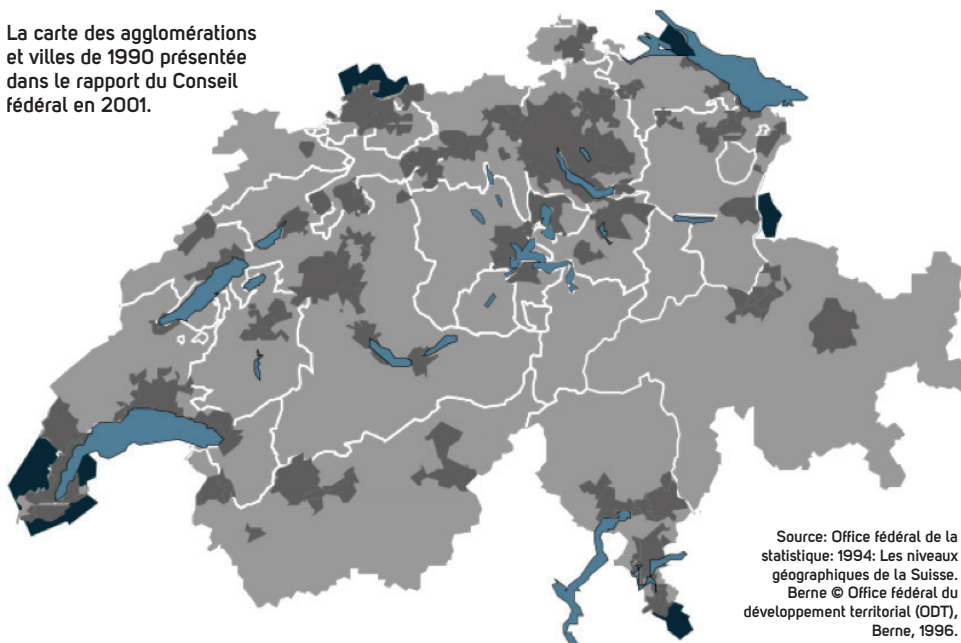 La carte des agglomérations
et villes de 1990 présentée
dans le rapport du Conseil
fédéral en 2001.
Source: Office fédéral de la
statistique: 1994: Les niveaux
géographiques de la Suisse.
Berne © Office fédéral du
développement territorial (ODT),
Berne, 1996.